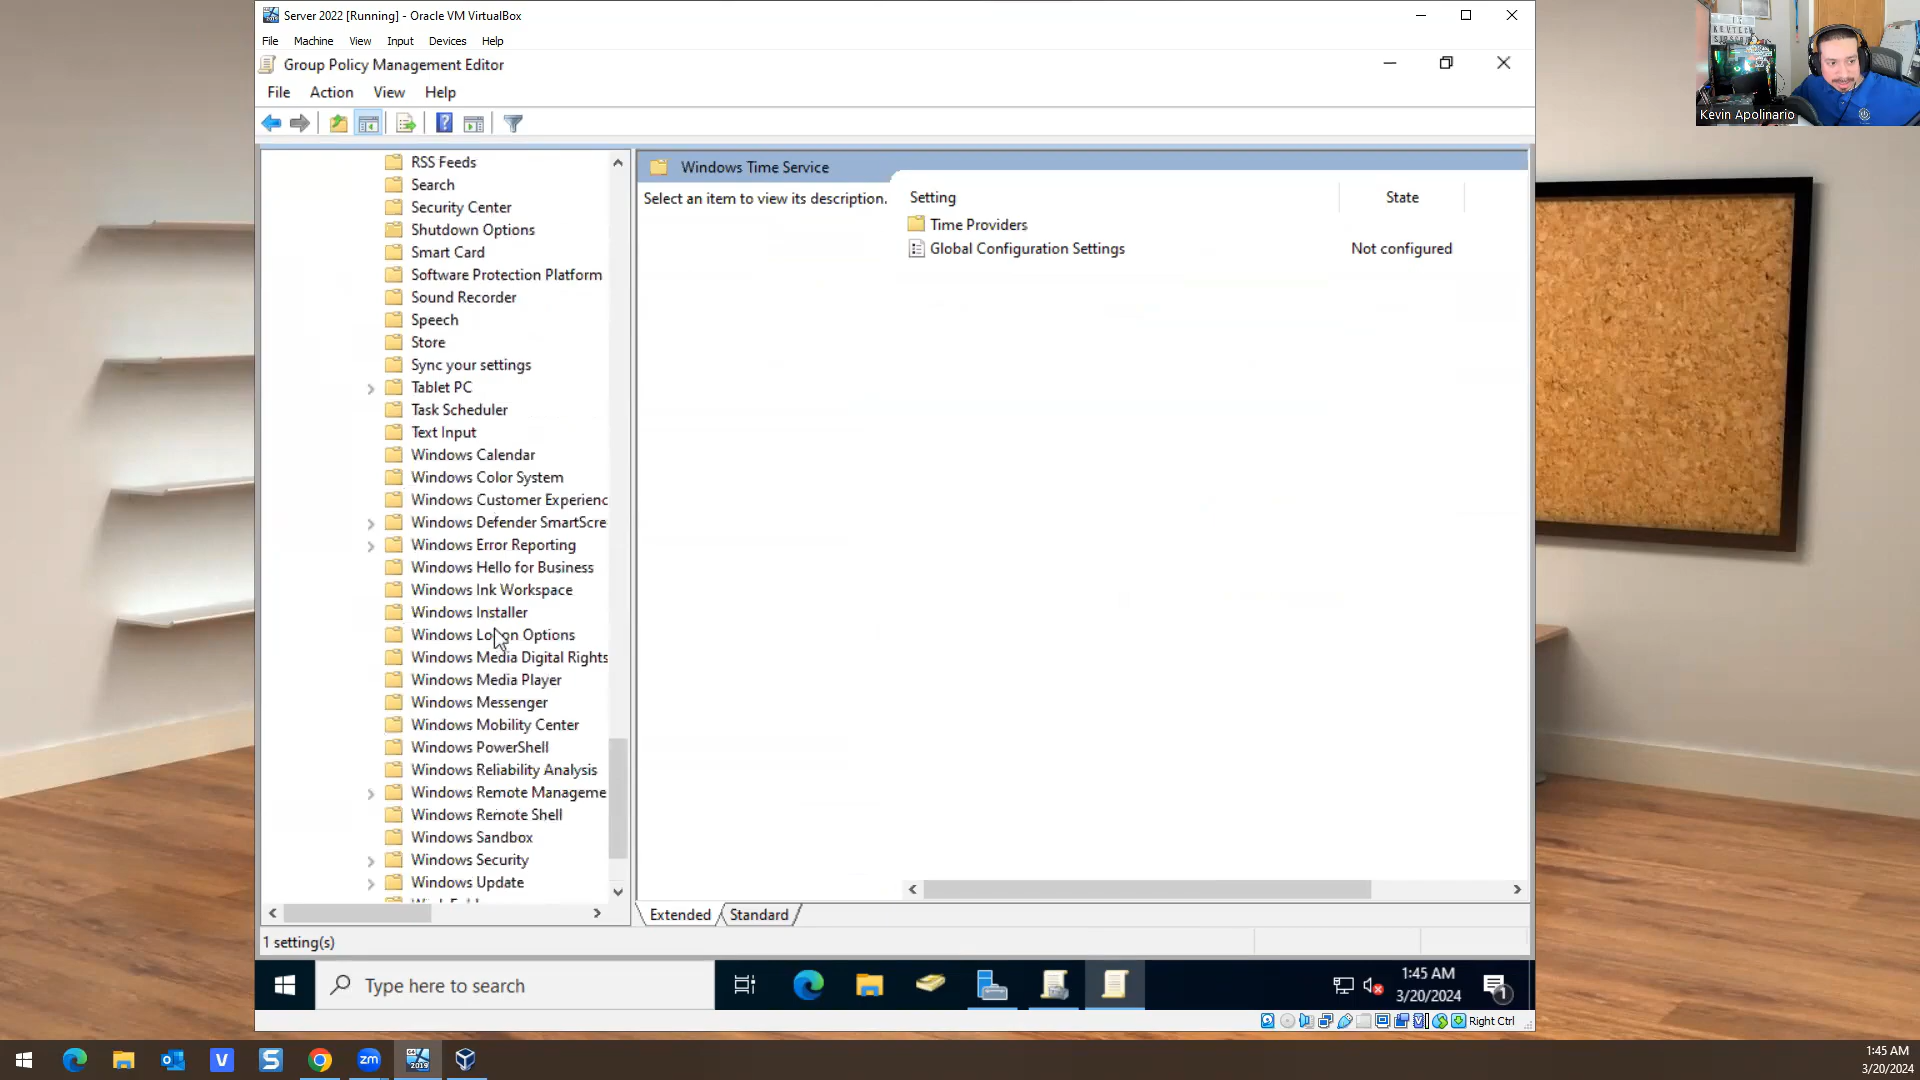 Server 2022 [Running] - Oracle VM VirtualBox
File Machine View Input Devices Help
Group Policy Management Editor
File Action View Help
Kevin Apolinario
RSS Feeds
Search
Security Center
Shutdown Options
Smart Card
Software Protection Platform
Sound Recorder
Speech
Store
Sync your settings
Tablet PC
Task Scheduler
Text Input
Windows Calendar
Windows Color System
Windows Customer Experienc
Windows Defender SmartScre
Windows Error Reporting
Windows Hello for Business
Windows Ink Workspace
Windows Installer
Windows Logon Options
Windows Media Digital Rights
Windows Media Player
Windows Messenger
Windows Mobility Center
Windows PowerShell
Windows Reliability Analysis
Windows Remote Manageme
Windows Remote Shell
Windows Sandbox
Windows Security
Windows Update
Windows Time Service
Select an item to view its description.
Setting State
Time Providers
Global Configuration Settings Not configured
Extended Standard
1 setting(s)
Type here to search
1:45 AM
3/20/2024
1
Right Ctrl
zm
2019
1:45 AM
3/20/2024